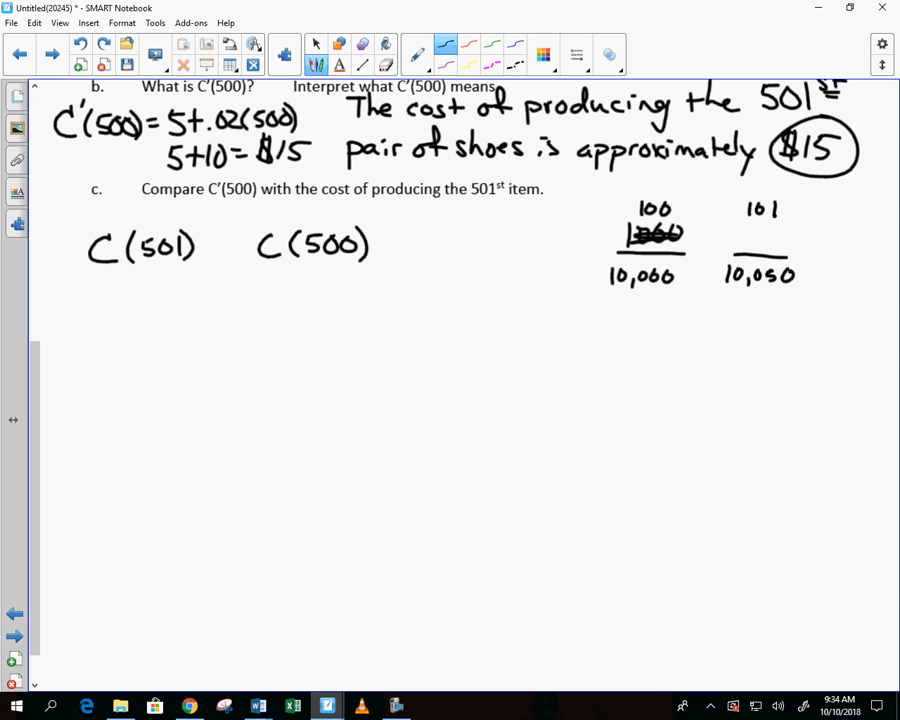 Untitled(20245) * - SMART Notebook
File Edit View Insert Format Tools Add-ons Help
b. What is C'(500)? Interpret what C'(500) means
C'(500) = 5+.02(500) The cost of producing the 501st
5+10 = $15 pair of shoes is approximately $15
c. Compare C'(500) with the cost of producing the 501st item.
100 101
C(501) C(500)
10,000 10,050
9:34 AM
10/10/2018